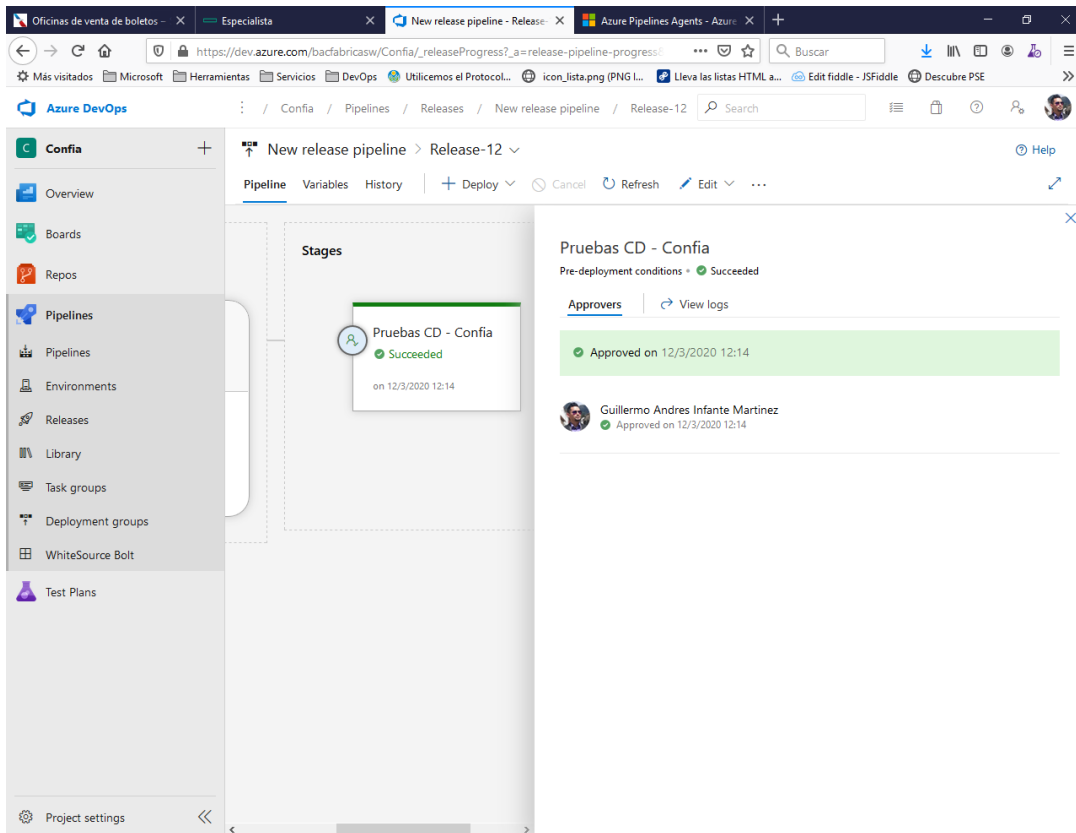 Oficinas de venta de boletos –
Especialista
New release pipeline - Release-
Azure Pipelines Agents - Azure
https://dev.azure.com/bacfabricasw/Confia/_releaseProgress?_a=release-pipeline-progress&
Buscar
Más visitados Microsoft Herramientas Servicios DevOps Utilicemos el Protocol... icon_lista.png (PNG I... Lleva las listas HTML a... Edit fiddle - JSFiddle Descubre PSE
Azure DevOps
/ Confia / Pipelines / Releases / New release pipeline / Release-12
Search
C Confia
New release pipeline > Release-12
Help
Pipeline Variables History Deploy Cancel Refresh Edit ...
Overview
Boards
Repos
Pipelines
Pipelines
Environments
Releases
Library
Task groups
Deployment groups
WhiteSource Bolt
Test Plans
Project settings
Stages
Pruebas CD - Confia
Succeeded
on 12/3/2020 12:14
Pruebas CD - Confia
Pre-deployment conditions • Succeeded
Approvers View logs
Approved on 12/3/2020 12:14
Guillermo Andres Infante Martinez
Approved on 12/3/2020 12:14